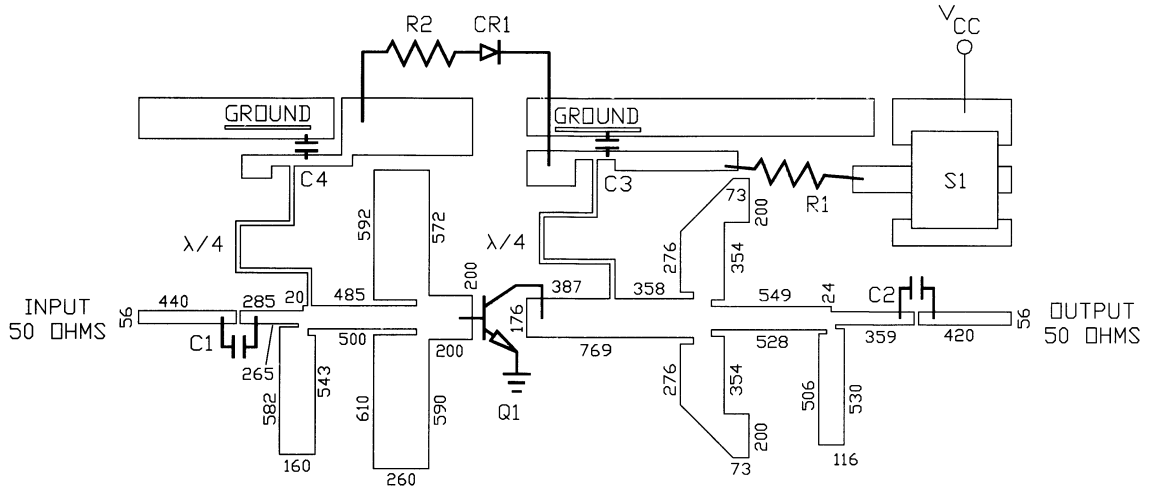 R2
CR1
V
CC
GROUND
GROUND
C4
C3
S1
R1
λ/4
λ/4
592
572
200
276
73
200
354
INPUT
50 OHMS
56
440
285
20
485
387
358
549
24
C2
56
OUTPUT
50 OHMS
C1
265
500
200
176
769
528
359
420
582
543
610
590
Q1
276
354
200
506
530
160
260
73
116